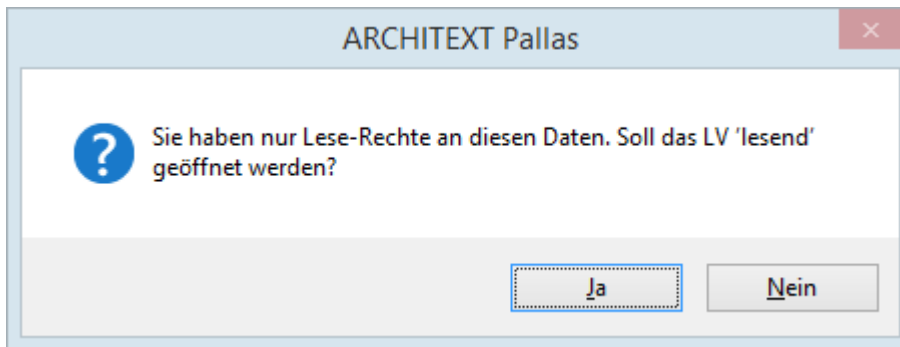 ARCHITEXT Pallas
Sie haben nur Lese-Rechte an diesen Daten. Soll das LV 'lesend'
geöffnet werden?
Ja
Nein